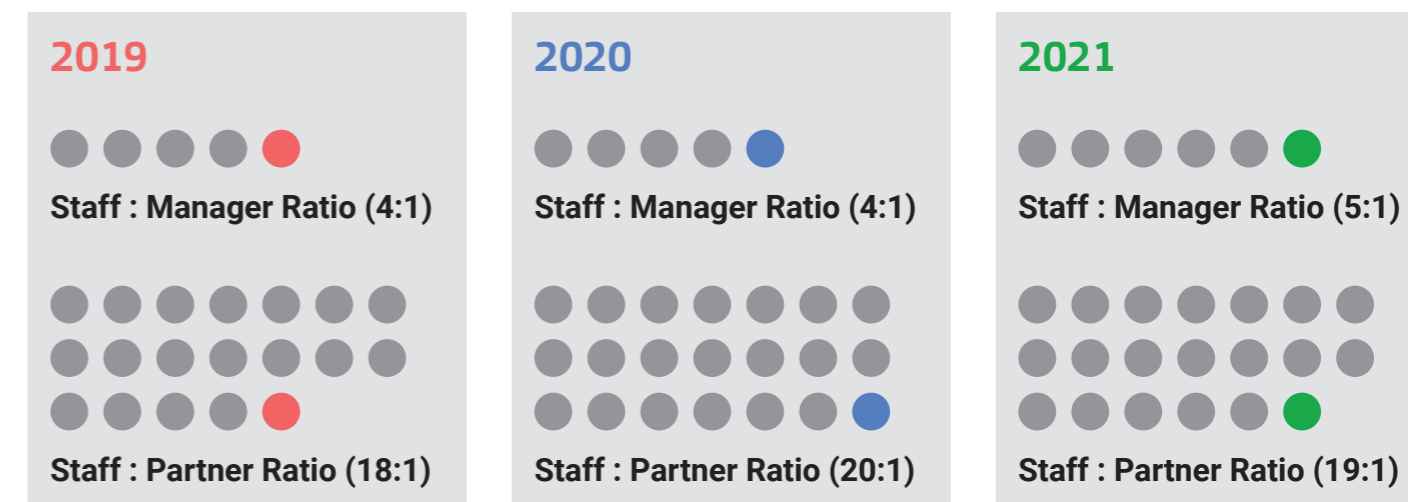 2019
Staff : Manager Ratio (4:1)
Staff : Partner Ratio (18:1)
2020
Staff : Manager Ratio (4:1)
Staff : Partner Ratio (20:1)
2021
Staff : Manager Ratio (5:1)
Staff : Partner Ratio (19:1)